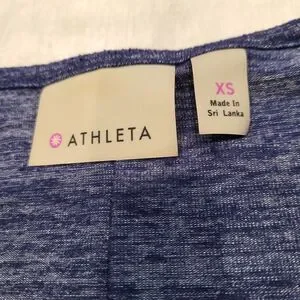 ATHLETA
XS
Made In
Sri Lanka